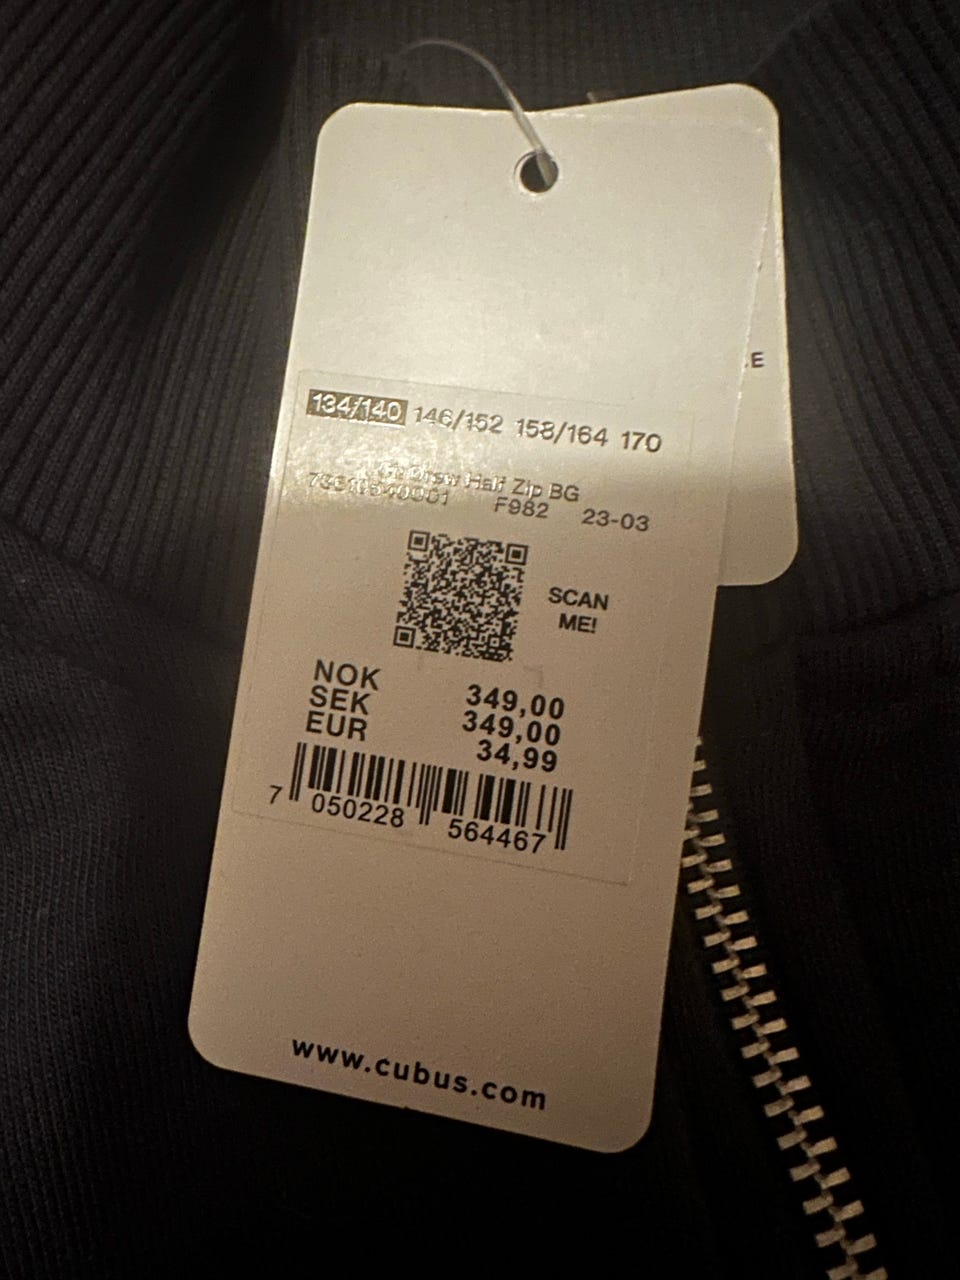 .E
134/140 146/152 158/164 170
Drew Half Zip BG
F982 23-03
SCAN
ME!
NOK 349,00
SEK 349,00
EUR 34,99
7 050228 564467
www.cubus.com